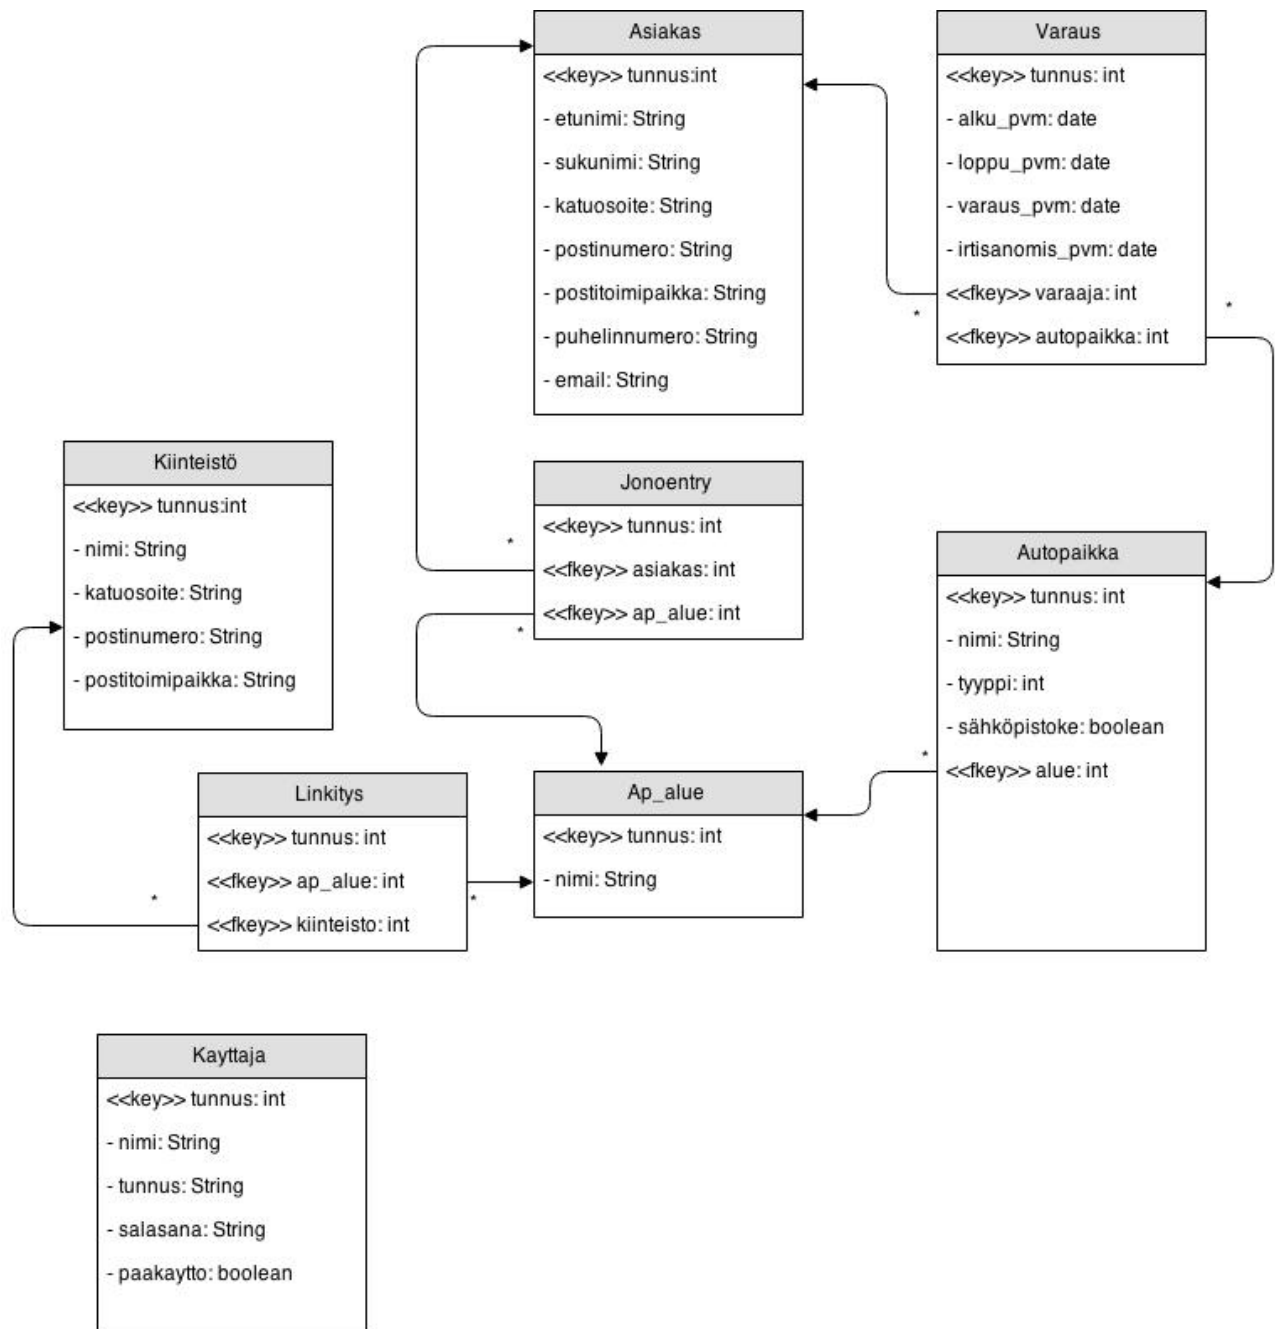 Asiakas
<<key>> tunnus:int
- etunimi: String
- sukunimi: String
- katuosoite: String
- postinumero: String
- postitoimipaikka: String
- puhelinnumero: String
- email: String
Varaus
<<key>> tunnus: int
- alku_pvm: date
- loppu_pvm: date
- varaus_pvm: date
- irtisanomis_pvm: date
<<fkey>> varaaja: int
<<fkey>> autopaikka: int
*
*
Kiinteistö
<<key>> tunnus:int
- nimi: String
- katuosoite: String
- postinumero: String
- postitoimipaikka: String
Jonoentry
<<key>> tunnus: int
<<fkey>> asiakas: int
<<fkey>> ap_alue: int
*
*
Autopaikka
<<key>> tunnus: int
- nimi: String
- tyyppi: int
- sähköpistoke: boolean
<<fkey>> alue: int
*
Linkitys
<<key>> tunnus: int
<<fkey>> ap_alue: int
<<fkey>> kiinteisto: int
*
*
Ap_alue
<<key>> tunnus: int
- nimi: String
Kayttaja
<<key>> tunnus: int
- nimi: String
- tunnus: String
- salasana: String
- paakaytto: boolean